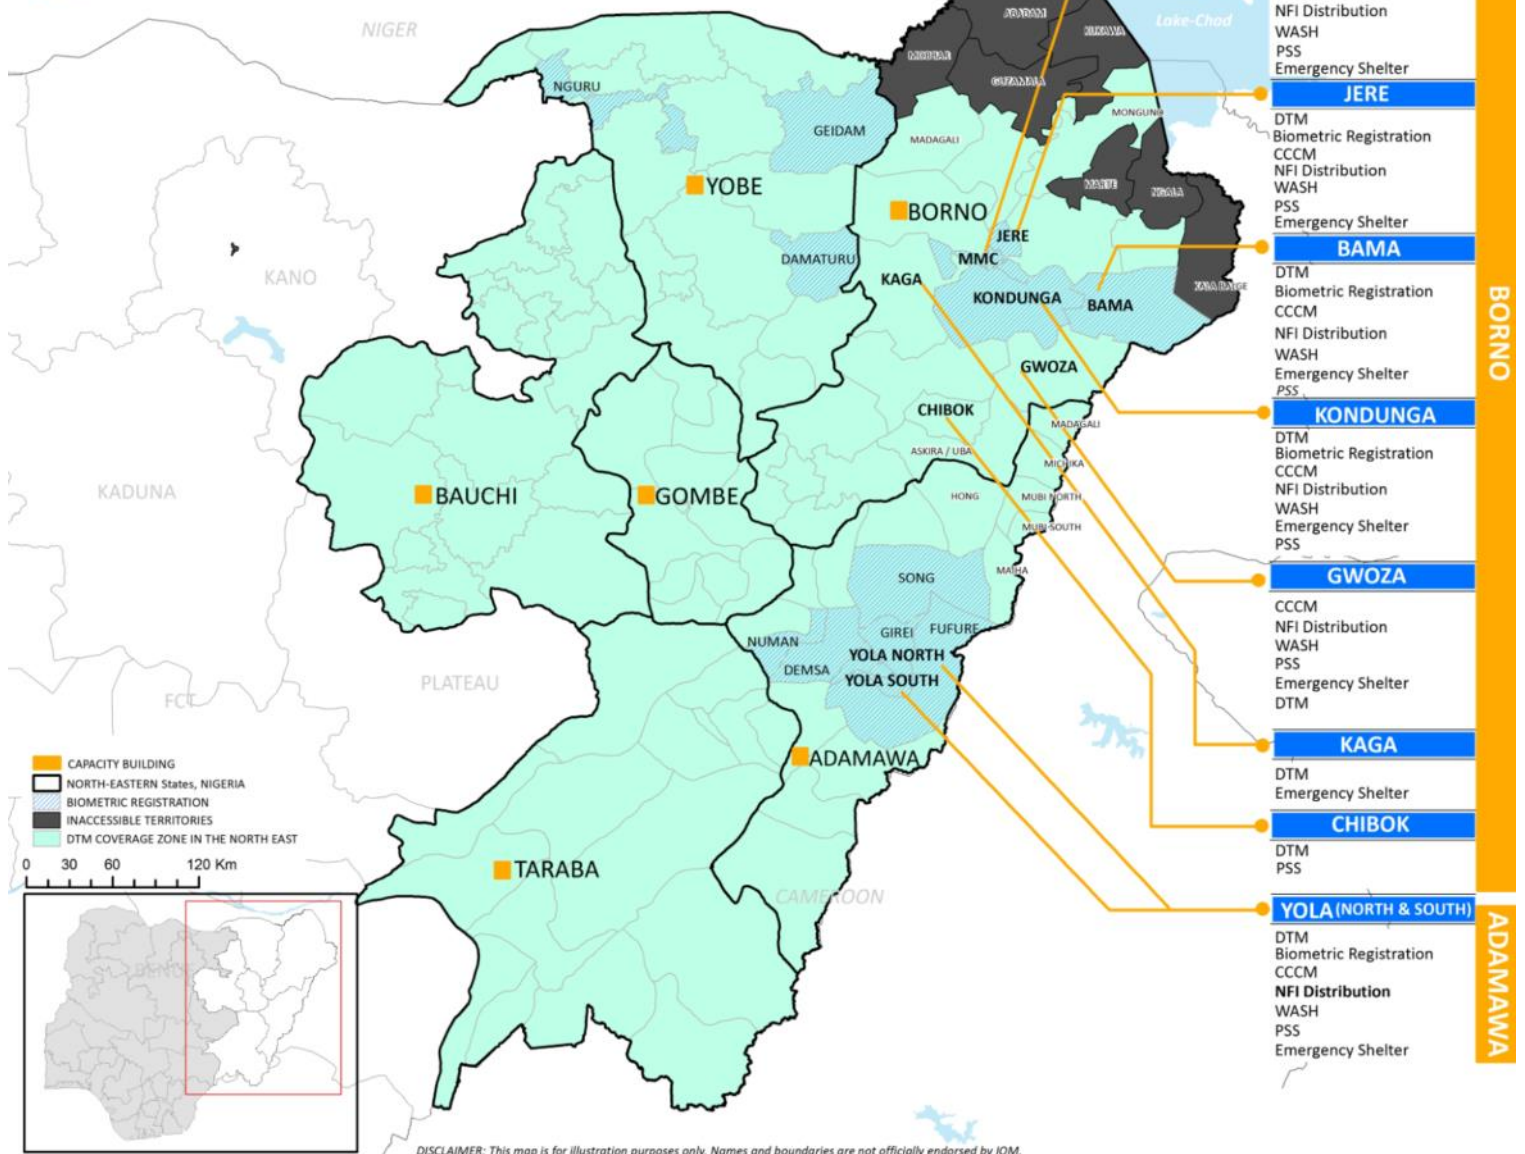 NIGER
ABADAM
Lake-Chad
KUKAWA
MOBBAR
GUZAMALA
NGURU
GEIDAM
MONGUNO
MADAGALI
MARTE
NGALA
YOBE
BORNO
JERE
DAMATURU
MMC
KANO
KAGA
KONDUNGA
BAMA
KALA BALGE
GWOZA
CHIBOK
MADAGALI
ASKIRA / UBA
MICHIKA
KADUNA
BAUCHI
GOMBE
HONG
MUBI NORTH
MUBI SOUTH
MAIHA
SONG
NUMAN
GIREI
FUFURE
YOLA NORTH
DEMSA
YOLA SOUTH
PLATEAU
FCT
ADAMAWA
TARABA
CAMEROON
CAPACITY BUILDING
NORTH-EASTERN States, NIGERIA
BIOMETRIC REGISTRATION
INACCESSIBLE TERRITORIES
DTM COVERAGE ZONE IN THE NORTH EAST
0 30 60 120 Km
NFI Distribution
WASH
PSS
Emergency Shelter
JERE
DTM
Biometric Registration
CCCM
NFI Distribution
WASH
PSS
Emergency Shelter
BAMA
DTM
Biometric Registration
CCCM
NFI Distribution
WASH
Emergency Shelter
PSS
KONDUNGA
DTM
Biometric Registration
CCCM
NFI Distribution
WASH
Emergency Shelter
PSS
GWOZA
CCCM
NFI Distribution
WASH
PSS
Emergency Shelter
DTM
KAGA
DTM
Emergency Shelter
CHIBOK
DTM
PSS
YOLA (NORTH & SOUTH)
DTM
Biometric Registration
CCCM
NFI Distribution
WASH
PSS
Emergency Shelter
BORNO
ADAMAWA
DISCLAIMER: This map is for illustration purposes only. Names and boundaries are not officially endorsed by IOM.